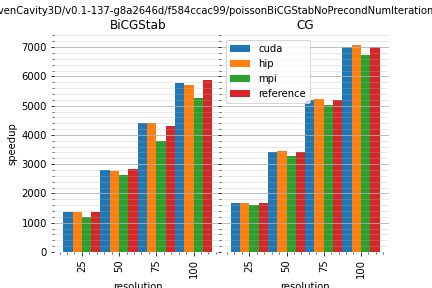 venCavity3D/v0.1-137-g8a2646d/f584ccac99/poissonBiCGStabNoPrecondNumIteration
BiCGStab
CG
speedup
7000
6000
5000
4000
3000
2000
1000
0
cuda
hip
mpi
reference
25
50
75
100
25
50
75
100
resolution
resolution